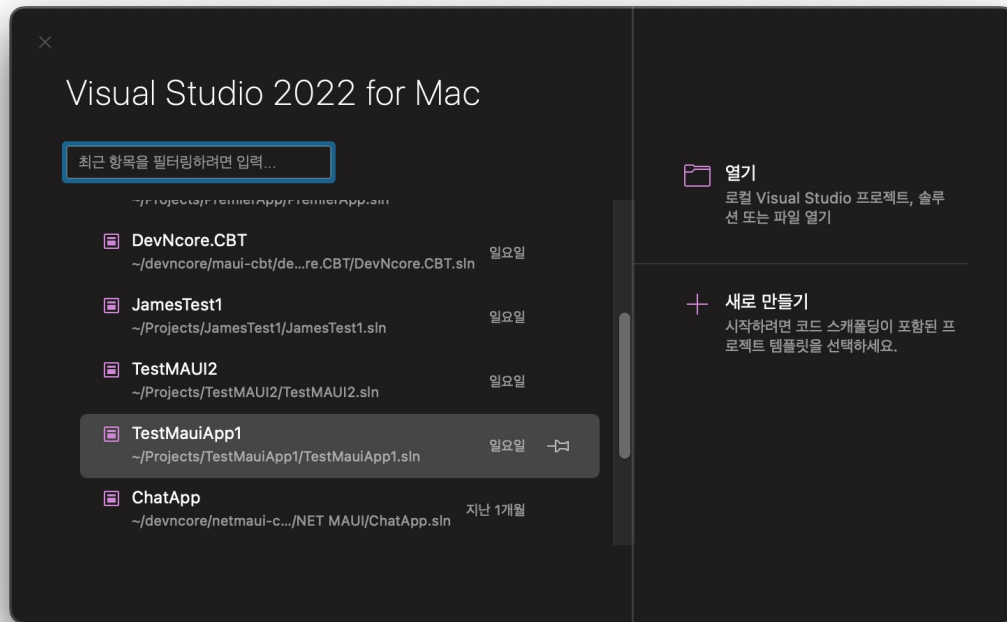 Visual Studio 2022 for Mac
최근 항목을 필터링하려면 입력...
~/Projects/PremierApp/PremierApp.sln
DevNcore.CBT
~/devncore/maui-cbt/de...re.CBT/DevNcore.CBT.sln
일요일
JamesTest1
~/Projects/JamesTest1/JamesTest1.sln
일요일
TestMAUI2
~/Projects/TestMAUI2/TestMAUI2.sln
일요일
TestMauiApp1
~/Projects/TestMauiApp1/TestMauiApp1.sln
일요일
ChatApp
~/devncore/netmaui-c.../NET MAUI/ChatApp.sln
지난 1개월
열기
로컬 Visual Studio 프로젝트, 솔루
션 또는 파일 열기
새로 만들기
시작하려면 코드 스캐폴딩이 포함된 프
로젝트 템플릿을 선택하세요.